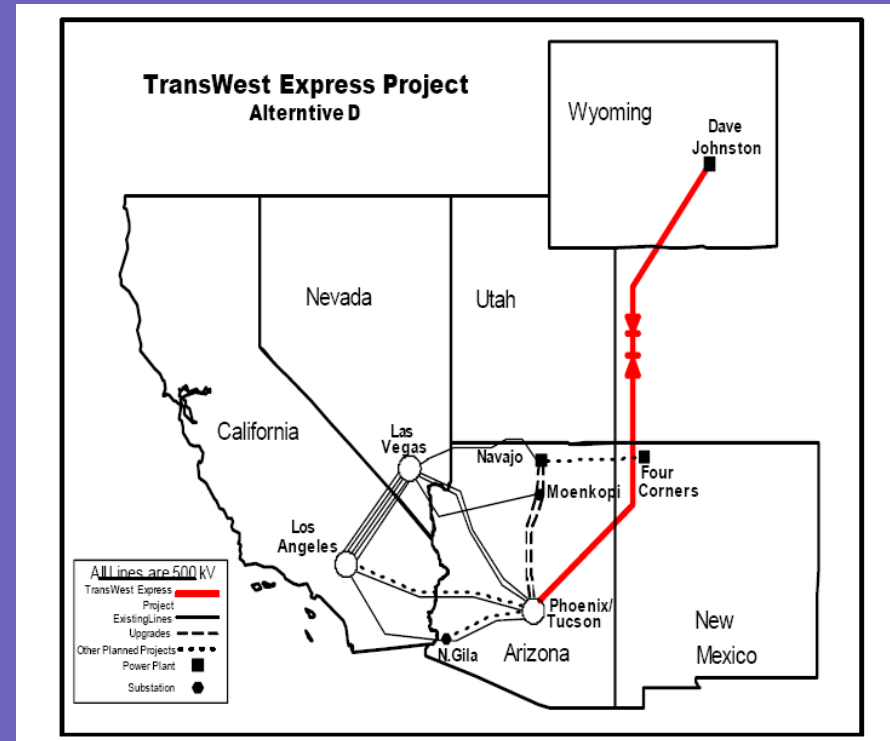 TransWest Express Project
Alterntive D
Wyoming
Dave
Johnston
Nevada
Utah
California
Las
Vegas
Navajo
Four
Corners
Moenkopi
Los
Angeles
Phoenix/
Tucson
N.Gila
Arizona
New
Mexico
All Lines are 500 kV
TransWest Express
Project
ExistingLines
Upgrades
Other Planned Projects
Power Plant
Substation